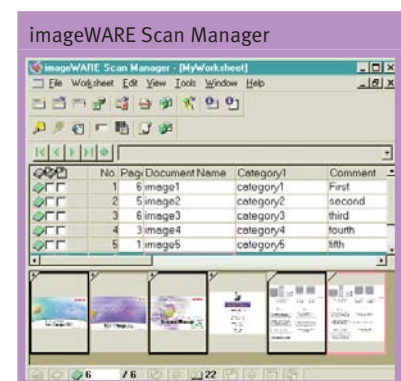 imageWARE Scan Manager
imageWARE Scan Manager - [MyWorksheet]
File Worksheet Edit View Tools Window Help
No. Page Document Name Category1 Comment
1 6 image1 category1 First
2 5 image2 category2 second
3 6 image3 category3 third
4 3 image4 category4 fourth
5 1 image5 category5 fifth
6 / 6 22